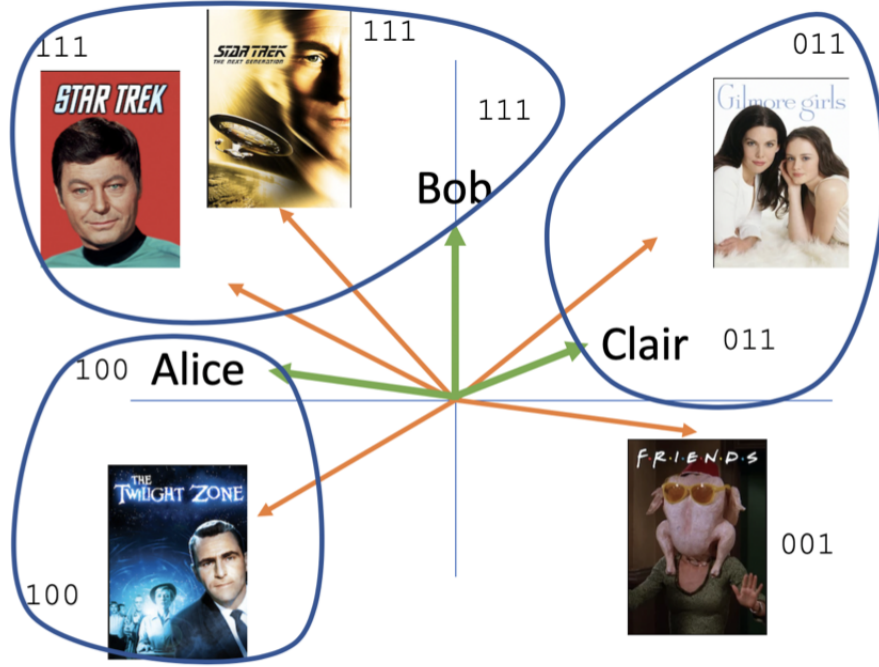 111
STAR TREK
STAR TREK
THE NEXT GENERATION
111
111
Bob
011
Gilmore girls
100
Alice
Clair
011
THE
TWILIGHT ZONE
100
F·R·I·E·N·D·S
001